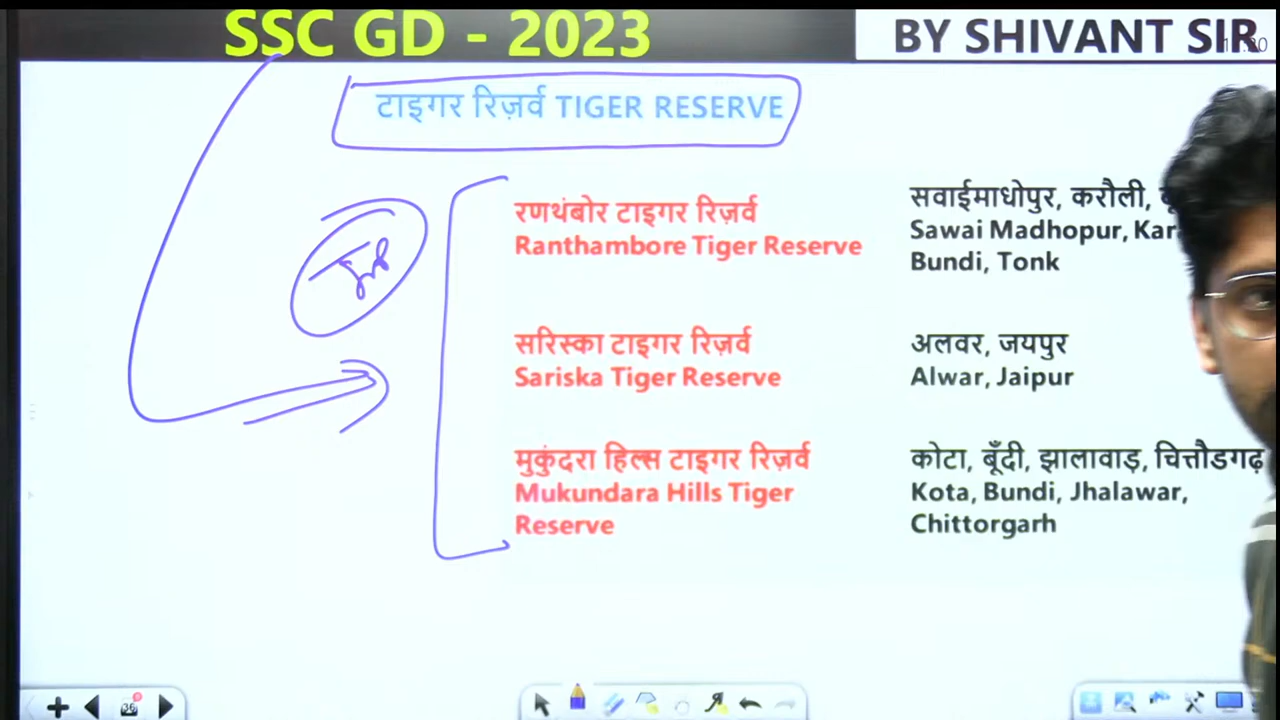 SSC GD - 2023
BY SHIVANT SIR
टाइगर रिज़र्व TIGER RESERVE
रणथंबोर टाइगर रिज़र्व
Ranthambore Tiger Reserve
सवाईमाधोपुर, करौली,
Sawai Madhopur,
Bundi, Tonk
सरिस्का टाइगर रिज़र्व
Sariska Tiger Reserve
अलवर, जयपुर
Alwar, Jaipur
मुकुंदरा हिल्स टाइगर रिज़र्व
Mukundara Hills Tiger
Reserve
कोटा, बूँदी, झालावाड़, चित्तौडगढ़
Kota, Bundi, Jhalawar,
Chittorgarh
36